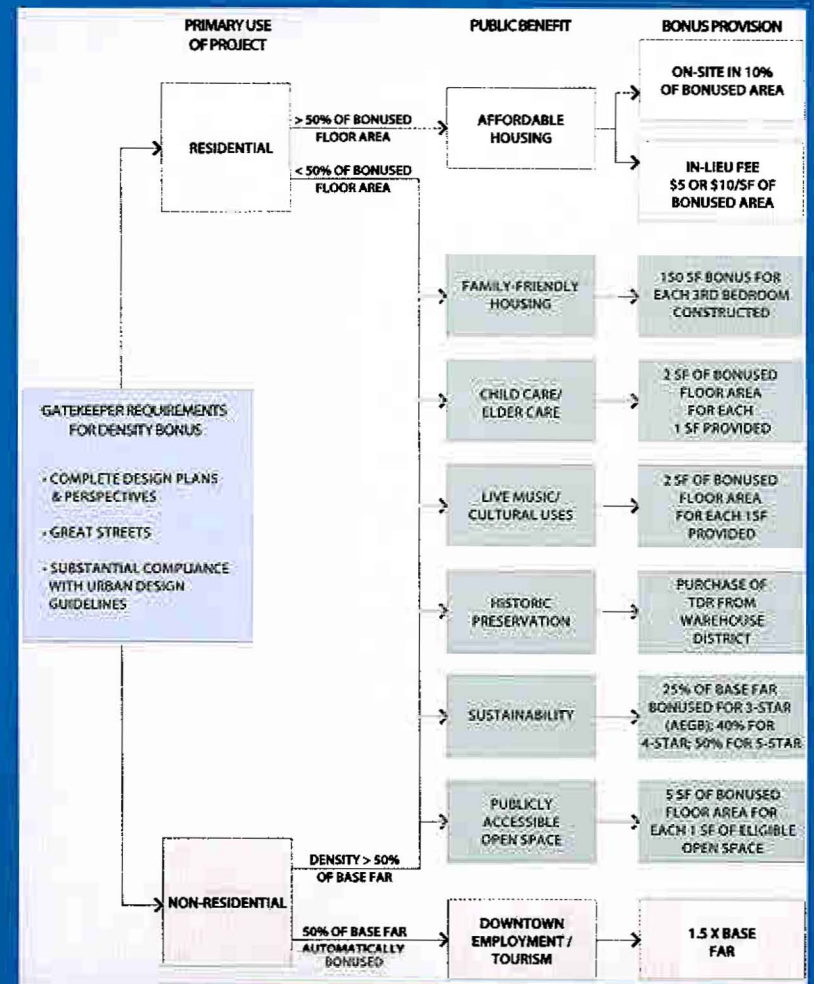 PRIMARY USE
OF PROJECT
PUBLIC BENEFIT
BONUS PROVISION
RESIDENTIAL
> 50% OF BONUSED
FLOOR AREA
< 50% OF BONUSED
FLOOR AREA
AFFORDABLE
HOUSING
ON-SITE IN 10%
OF BONUSED AREA
IN-LIEU FEE
$5 OR $10/SF OF
BONUSED AREA
FAMILY-FRIENDLY
HOUSING
150 SF BONUS FOR
EACH 3RD BEDROOM
CONSTRUCTED
CHILD CARE/
ELDER CARE
2 SF OF BONUSED
FLOOR AREA
FOR EACH
1 SF PROVIDED
GATEKEEPER REQUIREMENTS
FOR DENSITY BONUS
- COMPLETE DESIGN PLANS
& PERSPECTIVES
- GREAT STREETS
- SUBSTANTIAL COMPLIANCE
WITH URBAN DESIGN
GUIDELINES
LIVE MUSIC/
CULTURAL USES
2 SF OF BONUSED
FLOOR AREA
FOR EACH 1SF
PROVIDED
HISTORIC
PRESERVATION
PURCHASE OF
TDR FROM
WAREHOUSE
DISTRICT
SUSTAINABILITY
25% OF BASE FAR
BONUSED FOR 3-STAR
(AEGB); 40% FOR
4-STAR; 50% FOR 5-STAR
PUBLICLY
ACCESSIBLE
OPEN SPACE
5 SF OF BONUSED
FLOOR AREA FOR
EACH 1 SF OF ELIGIBLE
OPEN SPACE
NON-RESIDENTIAL
DENSITY > 50%
OF BASE FAR
50% OF BASE FAR
AUTOMATICALLY
BONUSED
DOWNTOWN
EMPLOYMENT /
TOURISM
1.5 X BASE
FAR